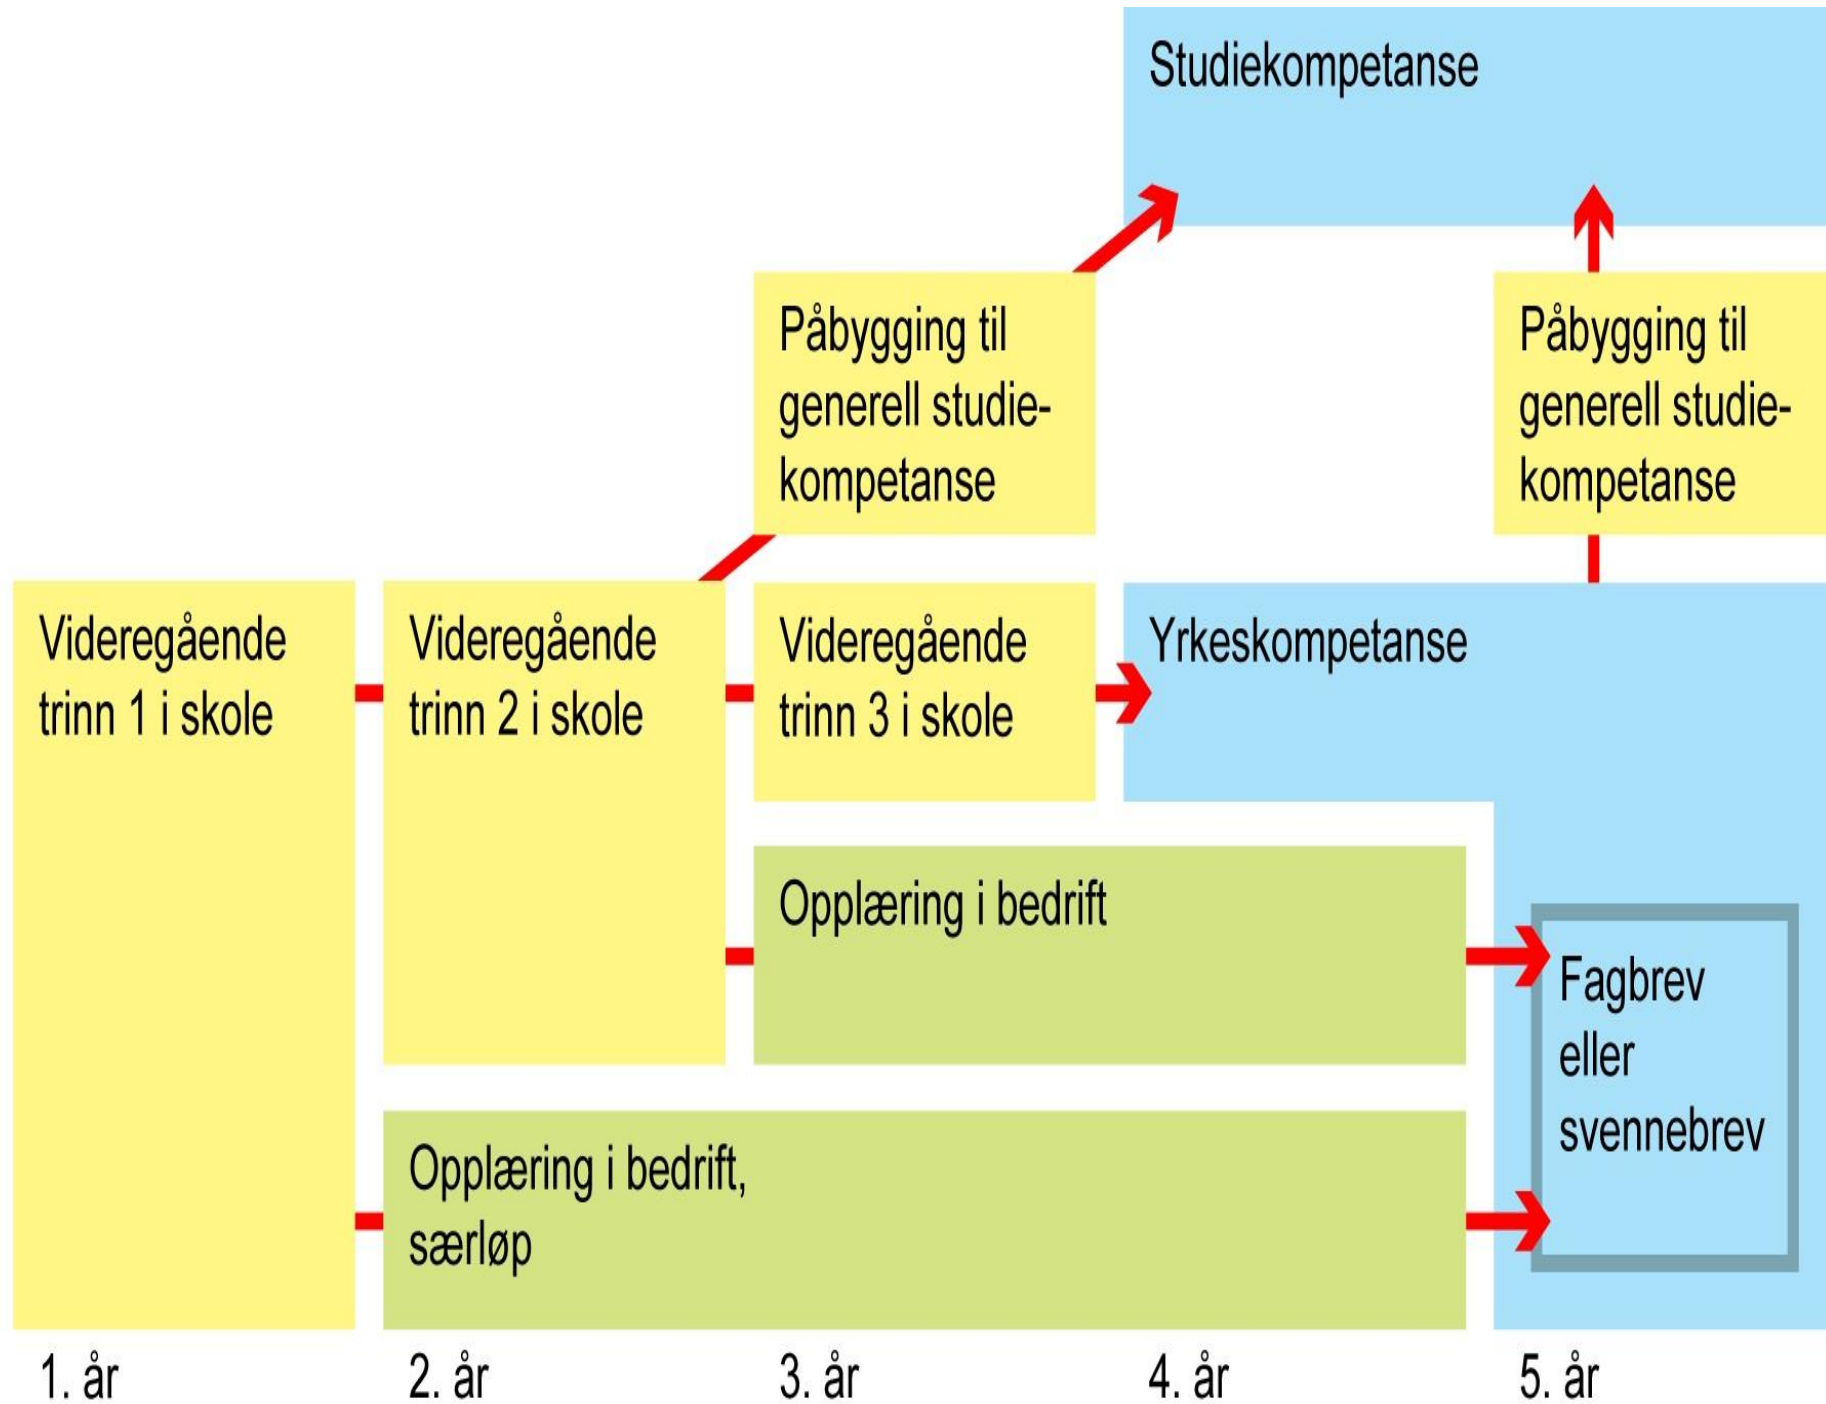 Studiekompetanse
Påbygging til
generell studie-
kompetanse
Påbygging til
generell studie-
kompetanse
Videregående
trinn 1 i skole
Videregående
trinn 2 i skole
Videregående
trinn 3 i skole
Yrkeskompetanse
Opplæring i bedrift
Fagbrev
eller
svennebrev
Opplæring i bedrift,
særløp
1. år
2. år
3. år
4. år
5. år